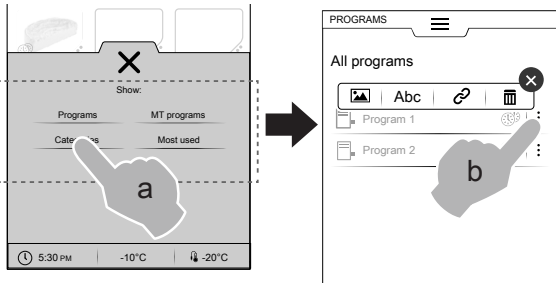 Show:
Programs MT programs
Categories Most used
a
5:30 PM -10°C -20°C
PROGRAMS
All programs
Abc
Program 1
Program 2
b